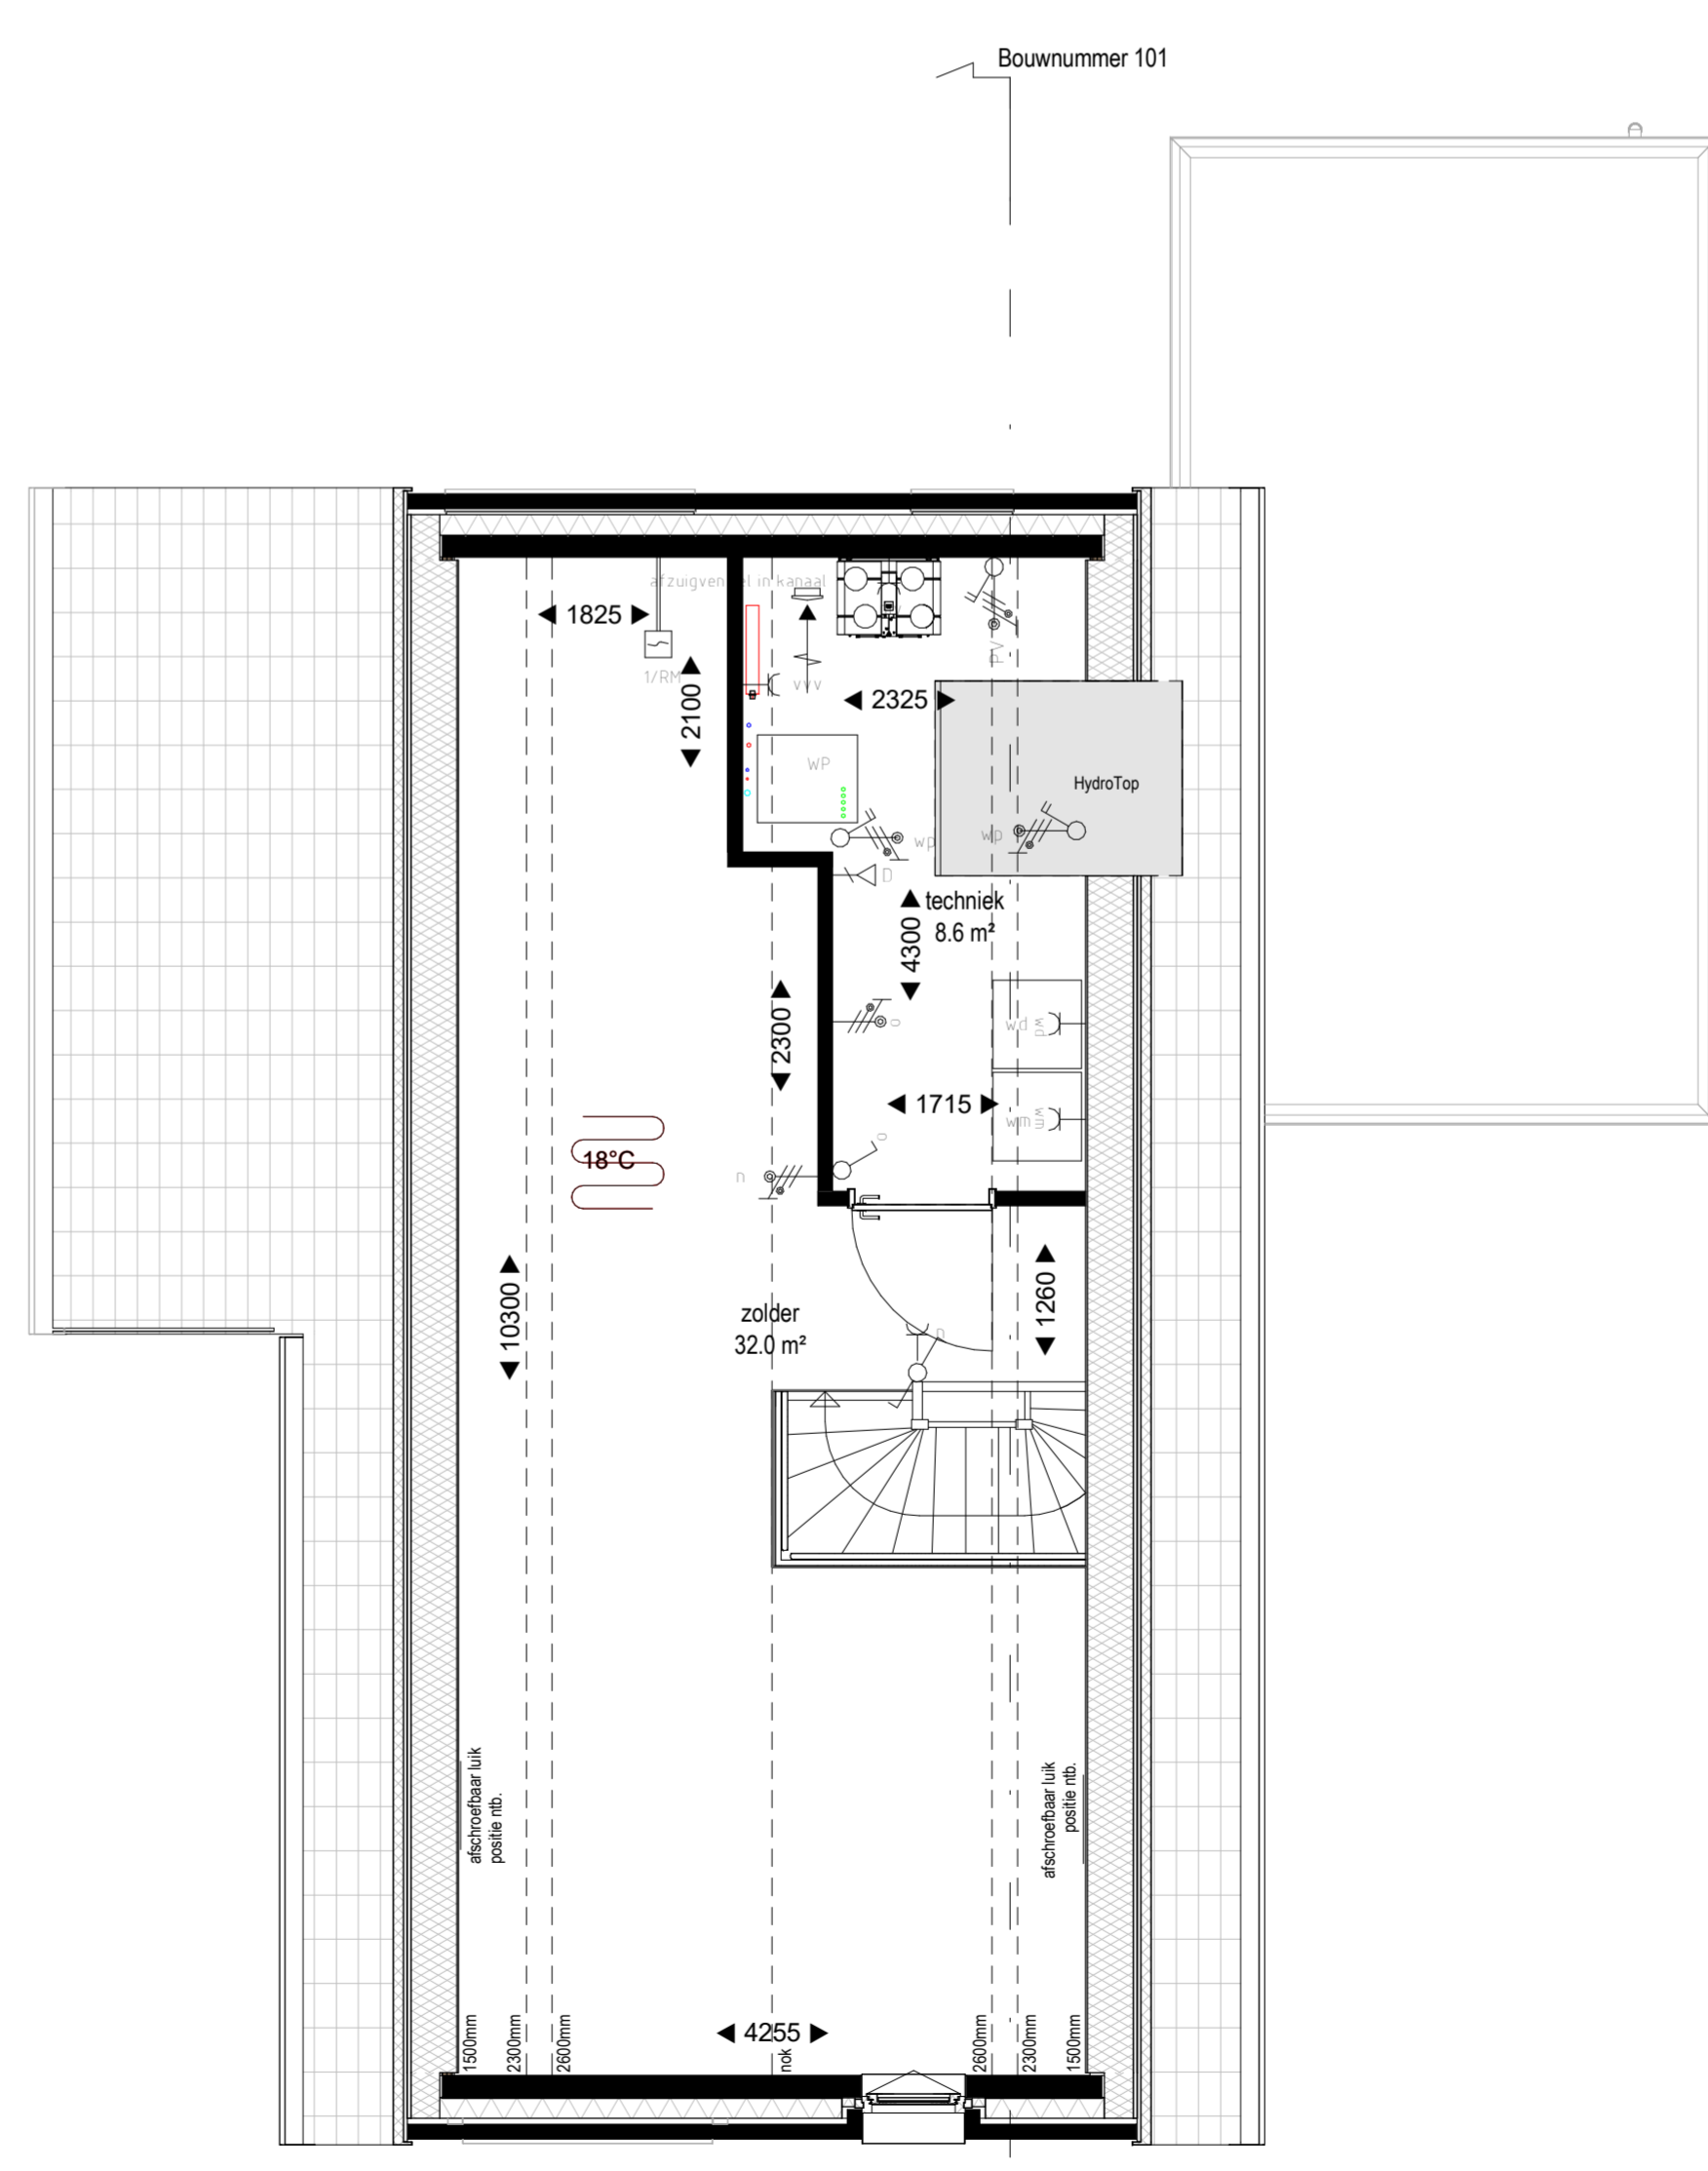 Bouwnummer 101
afzuigventiel in kanaal
1825
1/RM
2100
vvv
PV
2325
WP
HydroTop
wp
wp
D
techniek
8.6 m²
4300
2300
o
wd
wd
1715
wm
wm
o
n
18°C
10300
1260
zolder
32.0 m²
n
afschroefbaar luik
positie ntb.
afschroefbaar luik
positie ntb.
4255
1500mm
2300mm
2600mm
nok
2600mm
2300mm
1500mm